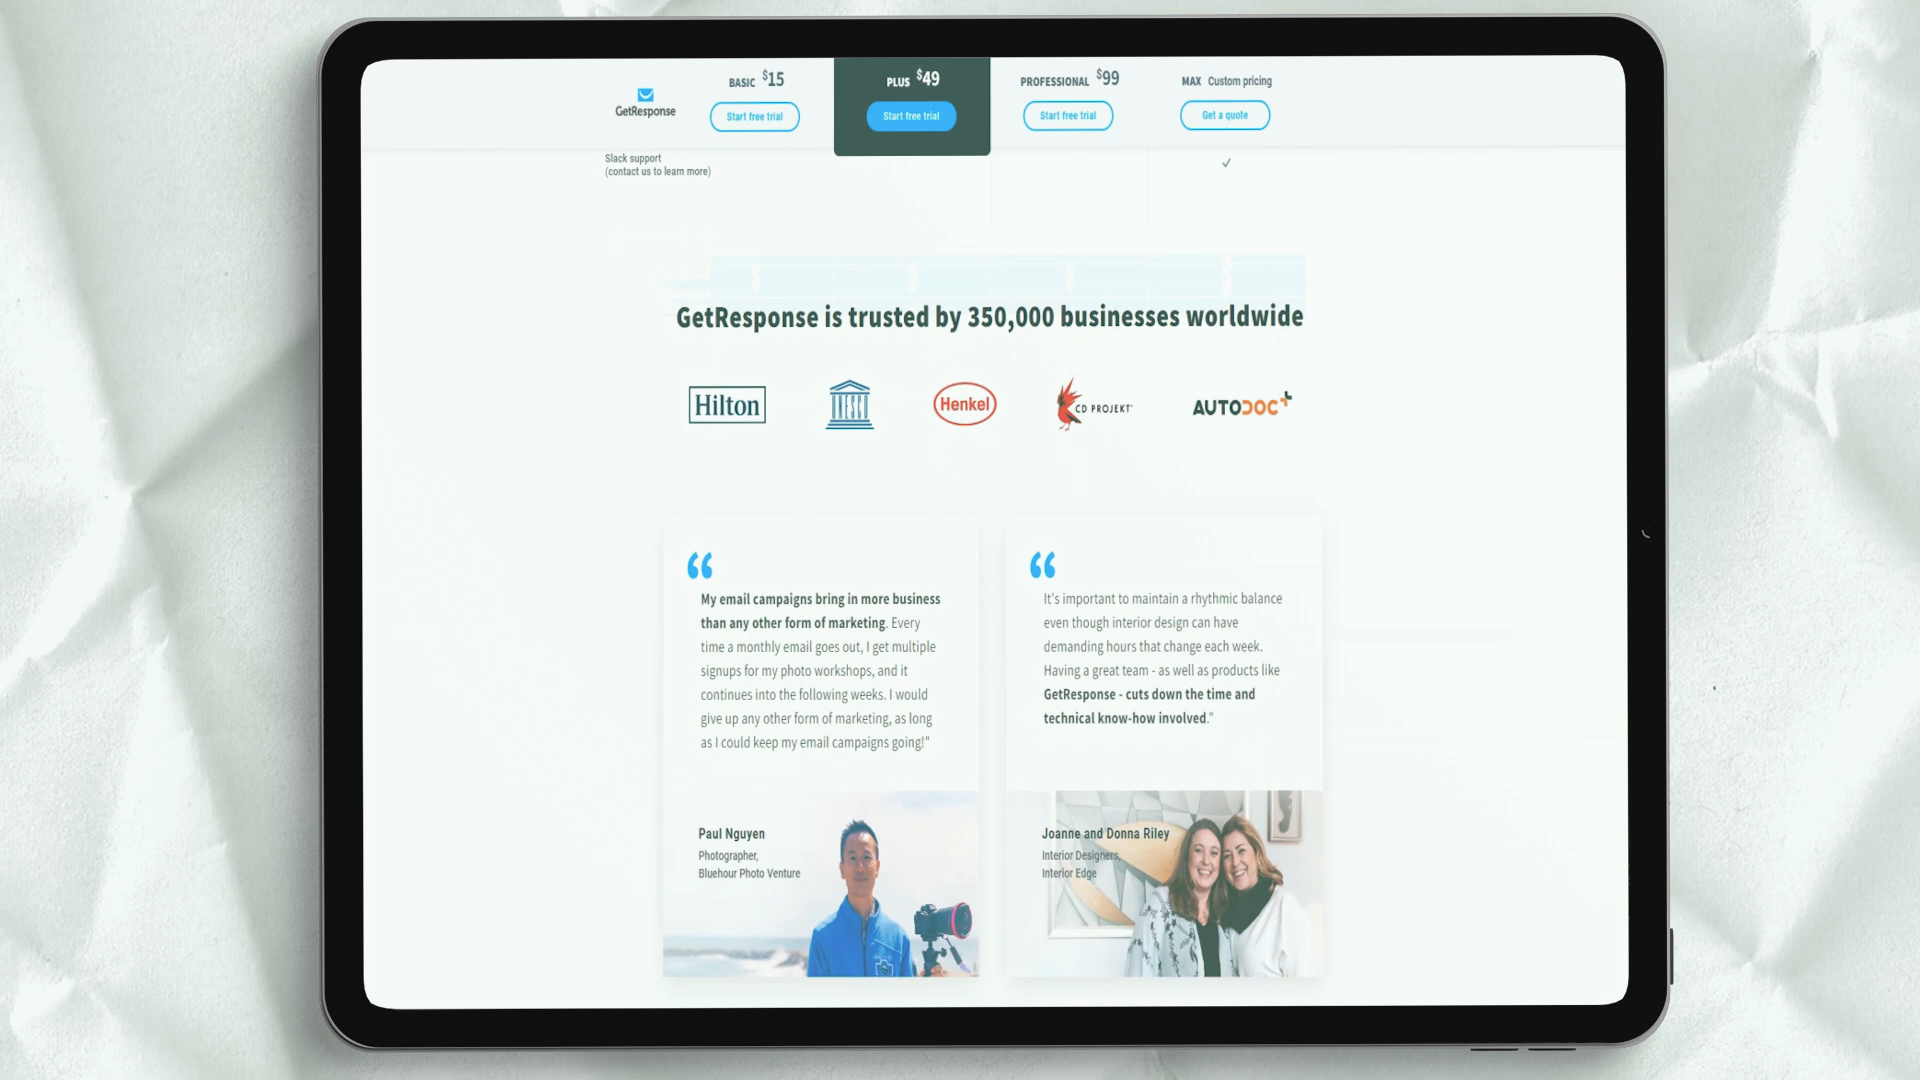 GetResponse
BASIC $15
Start free trial
PLUS $49
Start free trial
PROFESSIONAL $99
Start free trial
MAX Custom pricing
Get a quote
Slack support
(contact us to learn more)
GetResponse is trusted by 350,000 businesses worldwide
Hilton
UNESCO
Henkel
CD PROJEKT
AUTODOC
“
My email campaigns bring in more business
than any other form of marketing. Every
time a monthly email goes out, I get multiple
signups for my photo workshops, and it
continues into the following weeks. I would
give up any other form of marketing, as long
as I could keep my email campaigns going!"
Paul Nguyen
Photographer,
Bluehour Photo Venture
“
It's important to maintain a rhythmic balance
even though interior design can have
demanding hours that change each week.
Having a great team - as well as products like
GetResponse - cuts down the time and
technical know-how involved."
Joanne and Donna Riley
Interior Designers,
Interior Edge